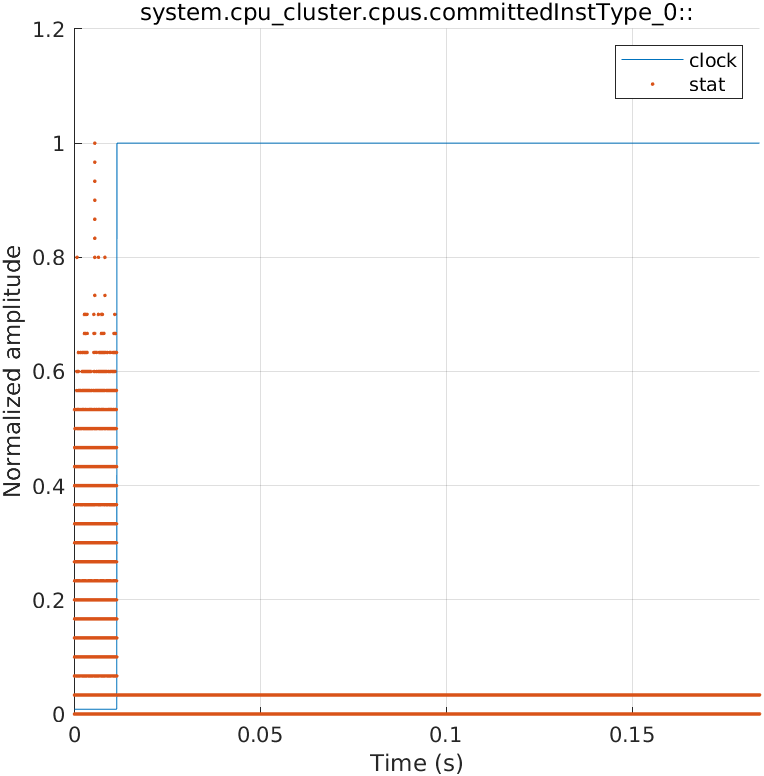 system.cpu_cluster.cpus.committedInstType_0::
clock
stat
1.2
1
0.8
0.6
0.4
0.2
0
Normalized amplitude
0
0.05
0.1
0.15
Time (s)